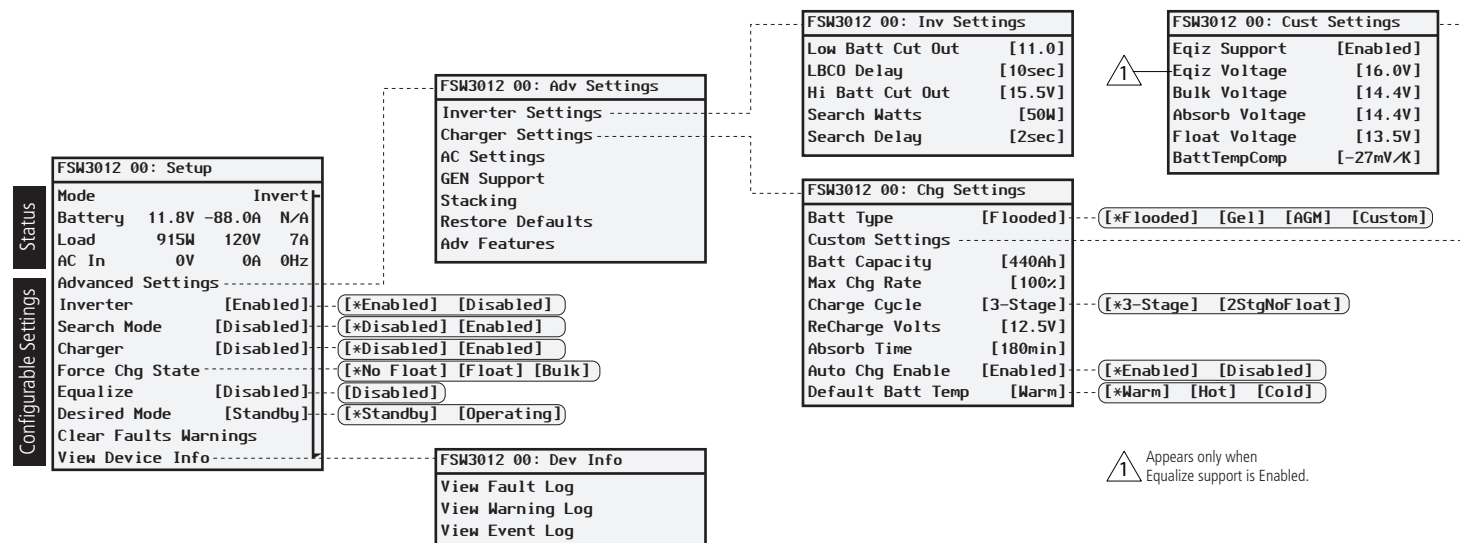 Status
Configurable Settings
FSW3012 00: Setup
Mode Invert
Battery 11.8V -88.0A N/A
Load 915W 120V 7A
AC In 0V 0A 0Hz
Advanced Settings
Inverter [Enabled] [*Enabled] [Disabled]
Search Mode [Disabled] [*Disabled] [Enabled]
Charger [Disabled] [*Disabled] [Enabled]
Force Chg State [*No Float] [Float] [Bulk]
Equalize [Disabled] [Disabled]
Desired Mode [Standby] [*Standby] [Operating]
Clear Faults Warnings
View Device Info
FSW3012 00: Adv Settings
Inverter Settings
Charger Settings
AC Settings
GEN Support
Stacking
Restore Defaults
Adv Features
FSW3012 00: Dev Info
View Fault Log
View Warning Log
View Event Log
FSW3012 00: Inv Settings
Low Batt Cut Out [11.0]
LBCO Delay [10sec]
Hi Batt Cut Out [15.5V]
Search Watts [50W]
Search Delay [2sec]
FSW3012 00: Chg Settings
Batt Type [Flooded] [*Flooded] [Gel] [AGM] [Custom]
Custom Settings
Batt Capacity [440Ah]
Max Chg Rate [100%]
Charge Cycle [3-Stage] [*3-Stage] [2StgNoFloat]
ReCharge Volts [12.5V]
Absorb Time [180min]
Auto Chg Enable [Enabled] [*Enabled] [Disabled]
Default Batt Temp [Warm] [*Warm] [Hot] [Cold]
FSW3012 00: Cust Settings
Eqiz Support [Enabled]
1 Eqiz Voltage [16.0V]
Bulk Voltage [14.4V]
Absorb Voltage [14.4V]
Float Voltage [13.5V]
BattTempComp [-27mV/K]
1 Appears only when
Equalize support is Enabled.